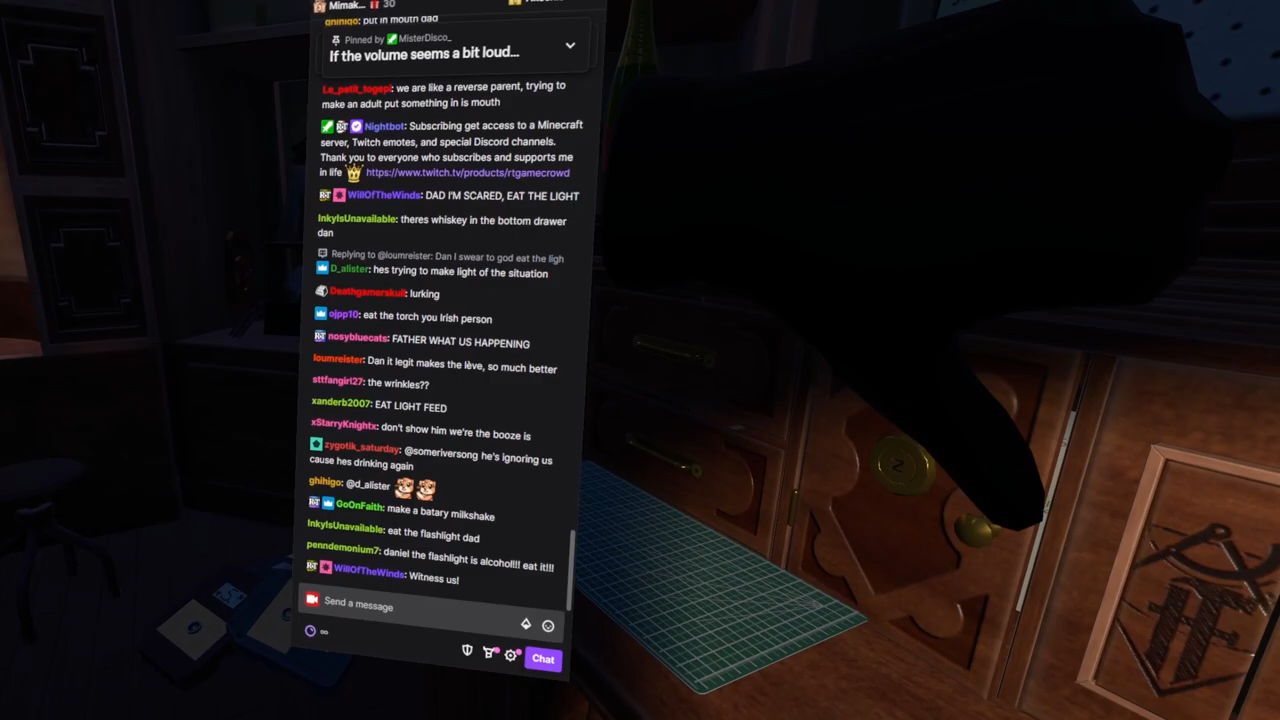 Mimak... 30
ghihigo: put in mouth dad
Pinned by MisterDisco_
If the volume seems a bit loud...
Le_petit_togepi: we are like a reverse parent, trying to
make an adult put something in is mouth
Nightbot: Subscribing get access to a Minecraft
server, Twitch emotes, and special Discord channels.
Thank you to everyone who subscribes and supports me
in life https://www.twitch.tv/products/rtgamecrowd
WillOfTheWinds: DAD I'M SCARED, EAT THE LIGHT
InkyIsUnavailable: theres whiskey in the bottom drawer
dan
Replying to @loumreister: Dan I swear to god eat the ligh
D_alister: hes trying to make light of the situation
Deathgamerskull: lurking
ojpp10: eat the torch you Irish person
nosybluecats: FATHER WHAT US HAPPENING
loumreister: Dan it legit makes the lève, so much better
sttfangirl27: the wrinkles??
xanderb2007: EAT LIGHT FEED
xStarryKnightx: don't show him we're the booze is
zygotik_saturday: @someriversong he's ignoring us
cause hes drinking again
ghihigo: @d_alister
GoOnFaith: make a batary milkshake
InkyIsUnavailable: eat the flashlight dad
penndemonium7: daniel the flashlight is alcohol!!! eat it!!!
WillOfTheWinds: Witness us!
Send a message
∞
Chat
Z